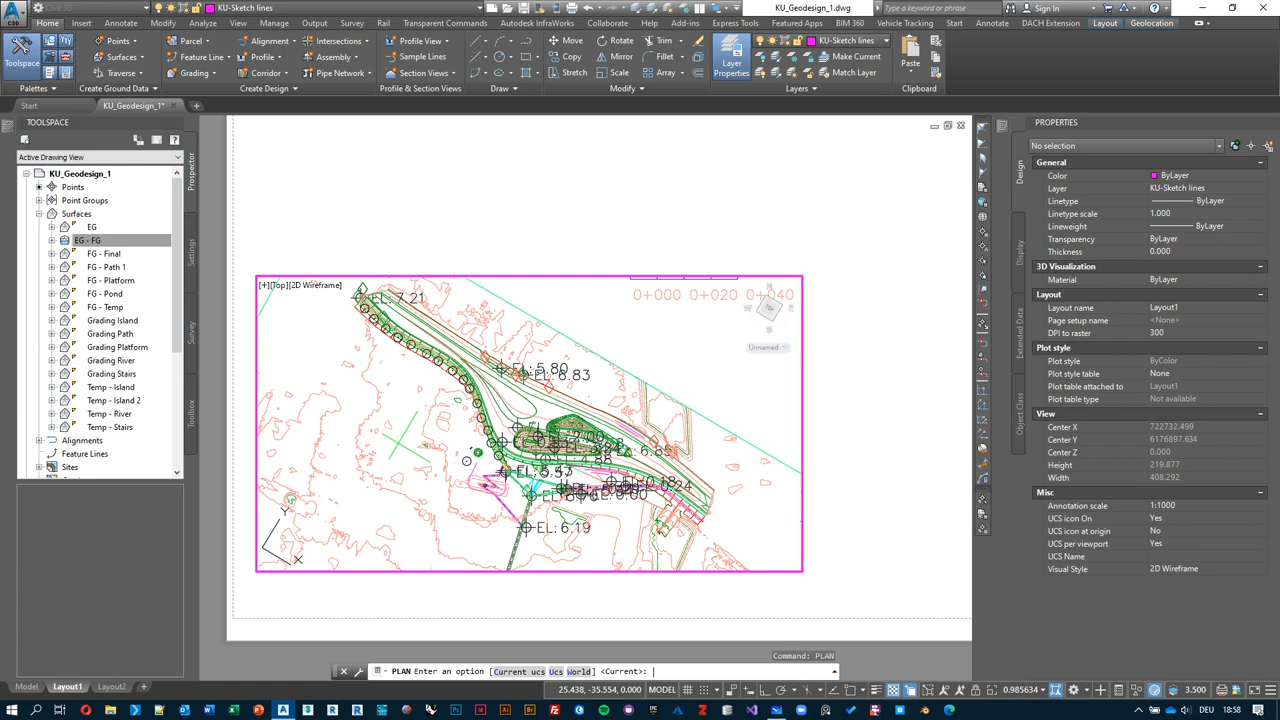 Civil 3D
KU-Sketch lines
KU_Geodesign_1.dwg
Type a keyword or phrase
Sign In
Home Insert Annotate Modify Analyze View Manage Output Survey Rail Transparent Commands Autodesk InfraWorks Collaborate Help Add-ins Express Tools Featured Apps BIM 360 Vehicle Tracking Start Annotate DACH Extension Layout Geolocation
Toolspace
Points
Surfaces
Traverse
Parcel
Feature Line
Grading
Alignment
Profile
Corridor
Intersections
Assembly
Pipe Network
Profile View
Sample Lines
Section Views
Move
Copy
Stretch
Rotate
Mirror
Scale
Trim
Fillet
Array
Layer Properties
KU-Sketch lines
Make Current
Match Layer
Paste
Palettes Create Ground Data Create Design Profile & Section Views Draw Modify Layers Clipboard
Start KU_Geodesign_1*
TOOLSPACE
Active Drawing View
KU_Geodesign_1
Points
Point Groups
Surfaces
EG
EG - FG
FG - Final
FG - Path 1
FG - Platform
FG - Pond
FG - Temp
Grading Island
Grading Path
Grading Platform
Grading River
Grading Stairs
Temp - Island
Temp - Island 2
Temp - River
Temp - Stairs
Alignments
Feature Lines
Sites
Prospector
Settings
Survey
Toolbox
[+][Top][2D Wireframe]
0+000 0+020 0+040
N
W S
S
Unnamed
EL: 7.21
EL: 5.80
EL: 6.83
EL: 6.19
Y
X
Command: PLAN
PLAN Enter an option [Current ucs Ucs World] <Current>:
PROPERTIES
No selection
Design
Display
Extended Data
Object Class
General
Color ByLayer
Layer KU-Sketch lines
Linetype ByLayer
Linetype scale 1.000
Lineweight ByLayer
Transparency ByLayer
Thickness 0.000
3D Visualization
Material ByLayer
Layout
Layout name Layout1
Page setup name <None>
DPI to raster 300
Plot style
Plot style ByColor
Plot style table None
Plot table attached to Layout1
Plot table type Not available
View
Center X 722732.499
Center Y 6176897.634
Center Z 0.000
Height 219.877
Width 408.292
Misc
Annotation scale 1:1000
UCS icon On Yes
UCS icon at origin No
UCS per viewport Yes
UCS Name
Visual Style 2D Wireframe
Model Layout1 Layout2
25.438, -35.554, 0.000 MODEL
0.985634
3.500
DEU 18:58